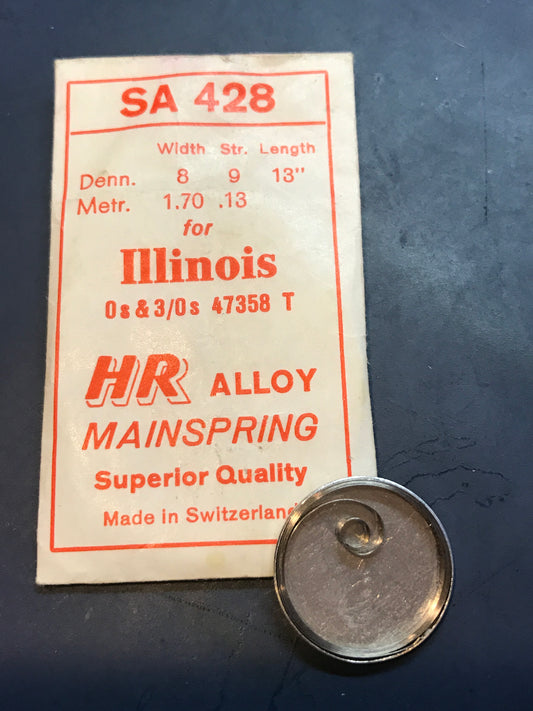 SA 428
Width Str. Length
Denn. 8 9 13"
Metr. 1.70 .13
for
Illinois
0s & 3/0s 47358 T
HR ALLOY
MAINSPRING
Superior Quality
Made in Switzerland